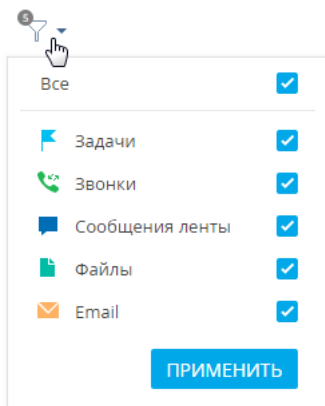 5
Все
Задачи
Звонки
Сообщения ленты
Файлы
Email
ПРИМЕНИТЬ